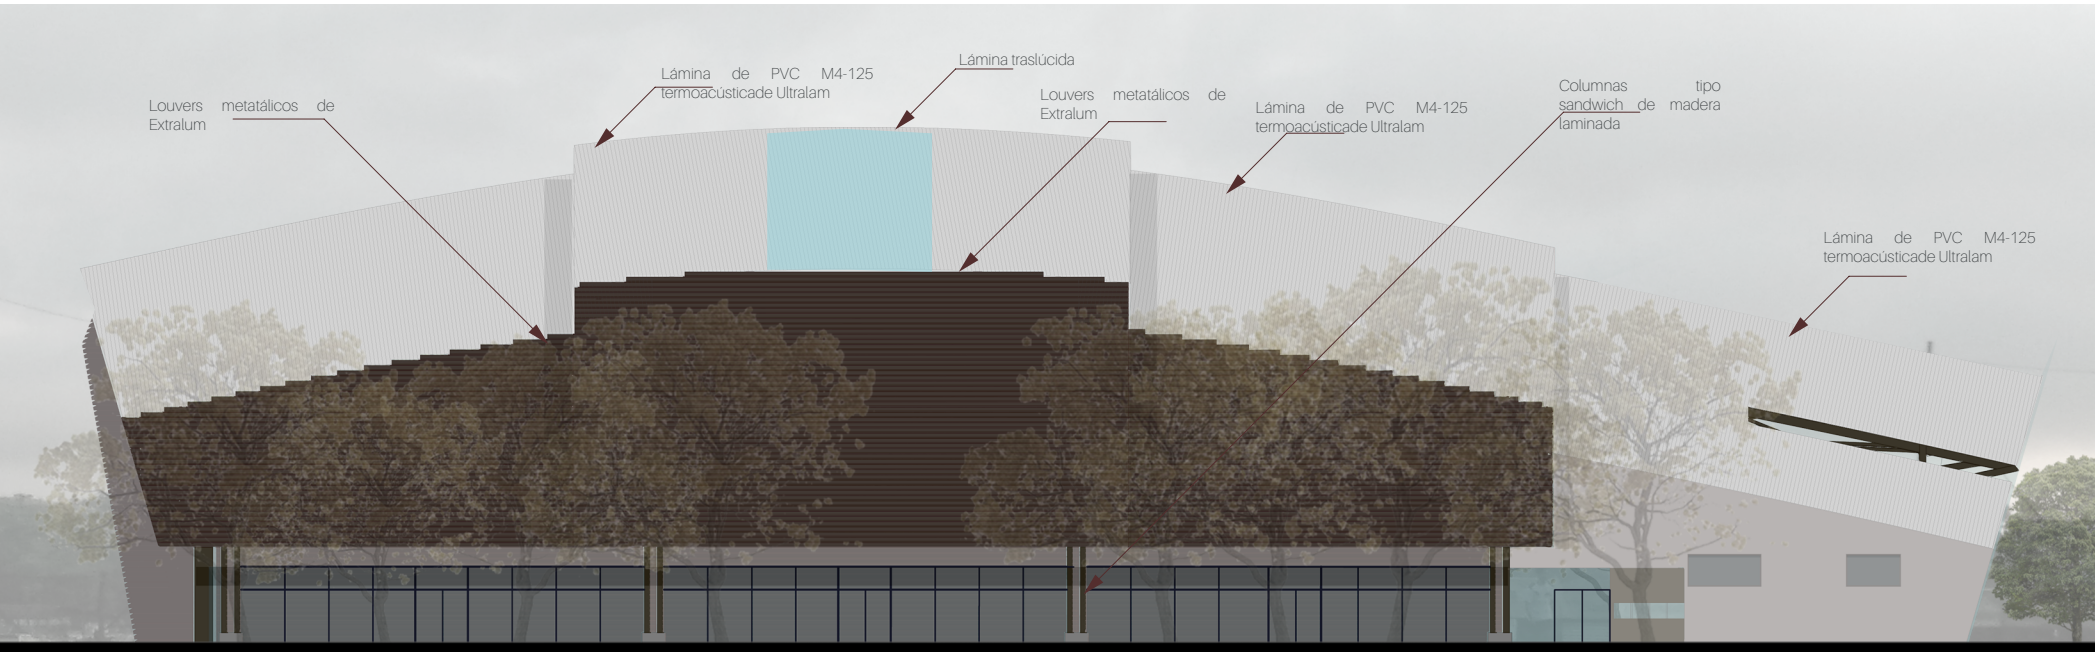 Louvers metatálicos de
Extralum
Lámina de PVC M4-125
termoacústicade Ultralam
Lámina traslúcida
Louvers metatálicos de
Extralum
Lámina de PVC M4-125
termoacústicade Ultralam
Columnas tipo
sandwich de madera
laminada
Lámina de PVC M4-125
termoacústicade Ultralam